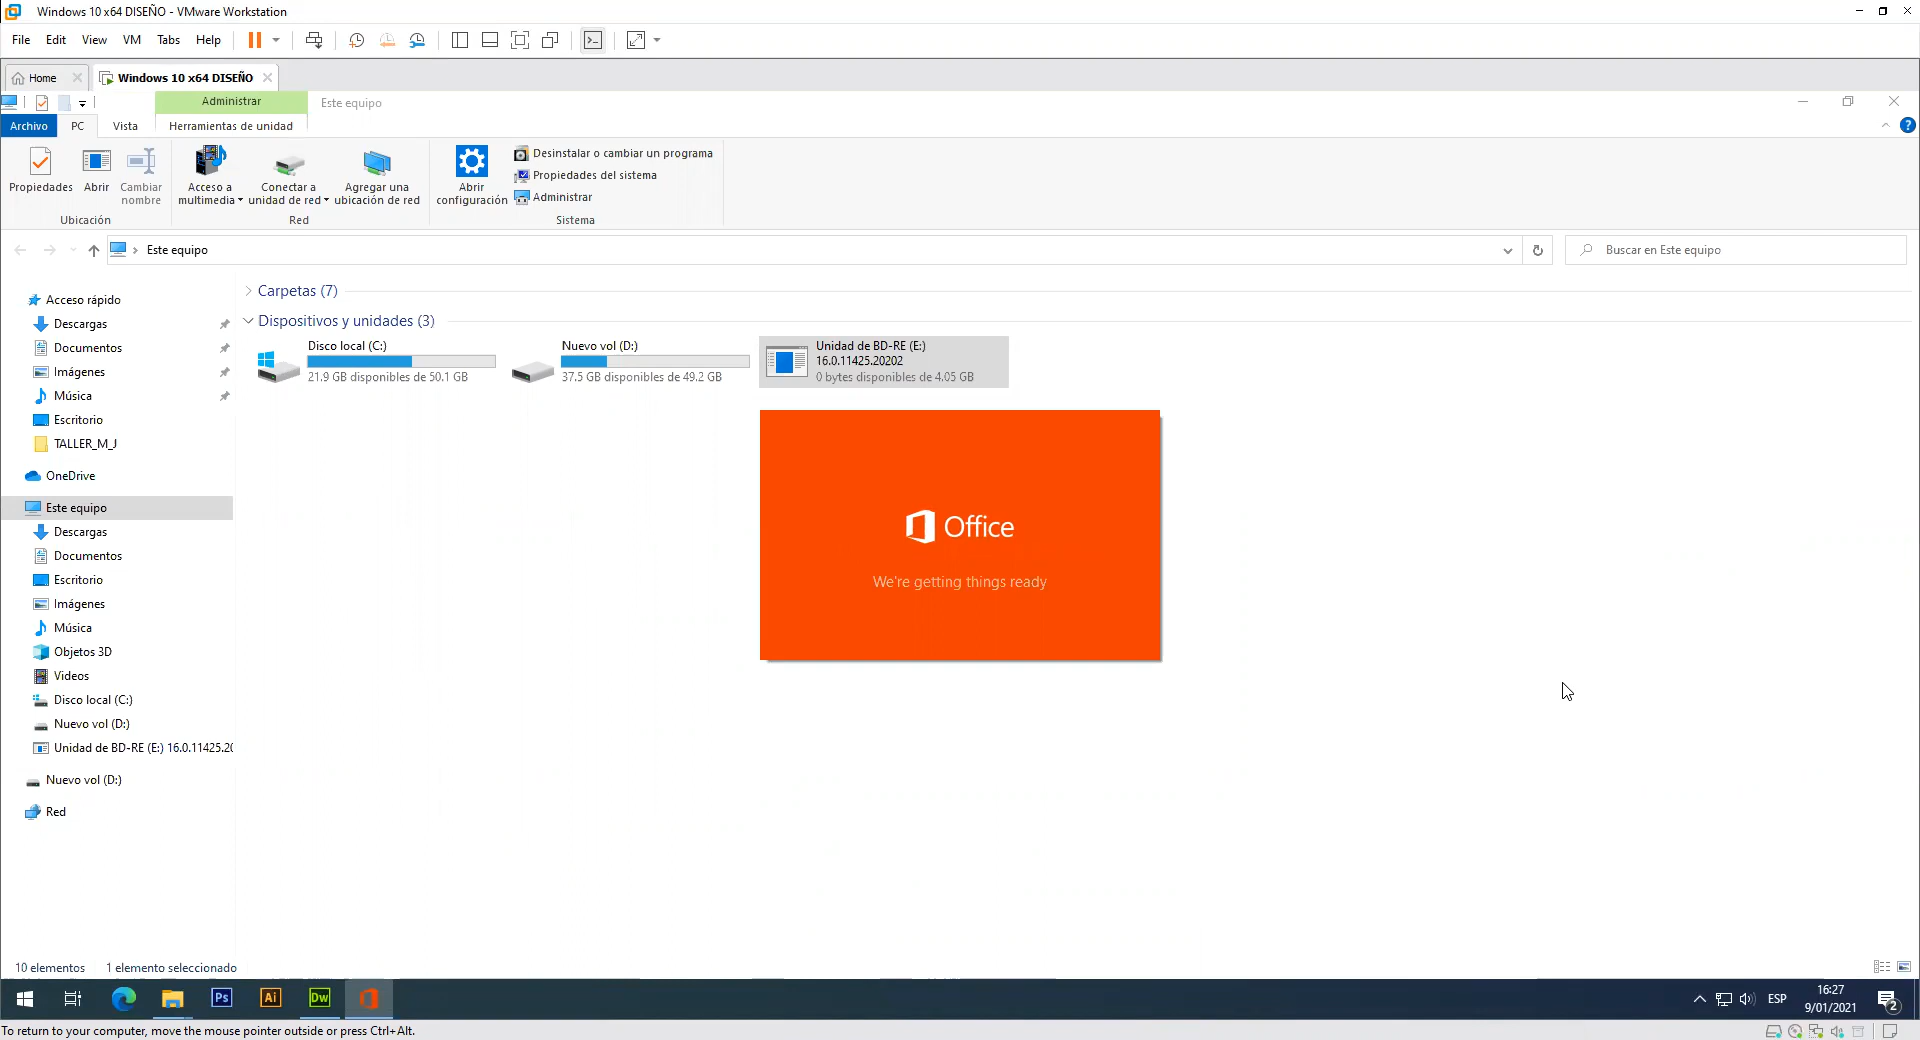 Windows 10 x64 DISEÑO - VMware Workstation
File Edit View VM Tabs Help
Home Windows 10 x64 DISEÑO
Administrar Este equipo
Archivo PC Vista Herramientas de unidad
Propiedades Abrir Cambiar nombre
Acceso a multimedia Conectar a unidad de red Agregar una ubicación de red
Abrir configuración
Desinstalar o cambiar un programa
Propiedades del sistema
Administrar
Ubicación Red Sistema
Este equipo Buscar en Este equipo
Acceso rápido
Descargas
Documentos
Imágenes
Música
Escritorio
TALLER_M_J
OneDrive
Este equipo
Descargas
Documentos
Escritorio
Imágenes
Música
Objetos 3D
Videos
Disco local (C:)
Nuevo vol (D:)
Unidad de BD-RE (E:) 16.0.11425.20
Nuevo vol (D:)
Red
Carpetas (7)
Dispositivos y unidades (3)
Disco local (C:)
21.9 GB disponibles de 50.1 GB
Nuevo vol (D:)
37.5 GB disponibles de 49.2 GB
Unidad de BD-RE (E:)
16.0.11425.20202
0 bytes disponibles de 4.05 GB
Office
We're getting things ready
10 elementos 1 elemento seleccionado
Ps Ai Dw
ESP
16:27
9/01/2021
2
To return to your computer, move the mouse pointer outside or press Ctrl+Alt.